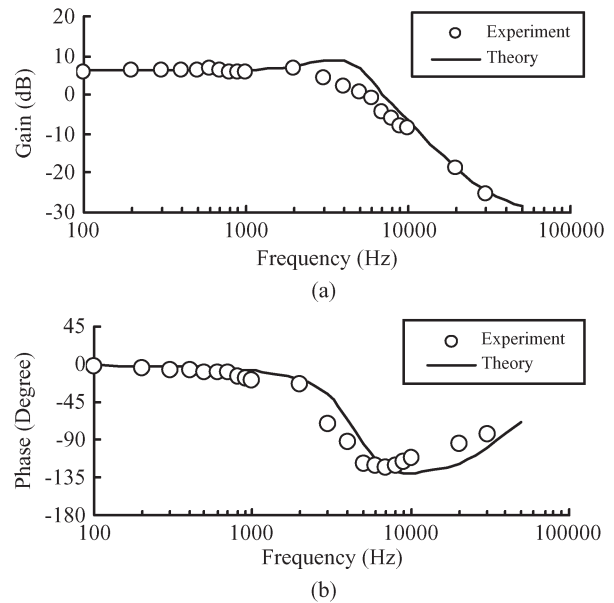 20
10
0
-10
-20
-30
Gain (dB)
Experiment
Theory
100
1000
10000
100000
Frequency (Hz)
(a)
45
0
-45
-90
-135
-180
Phase (Degree)
Experiment
Theory
100
1000
10000
100000
Frequency (Hz)
(b)